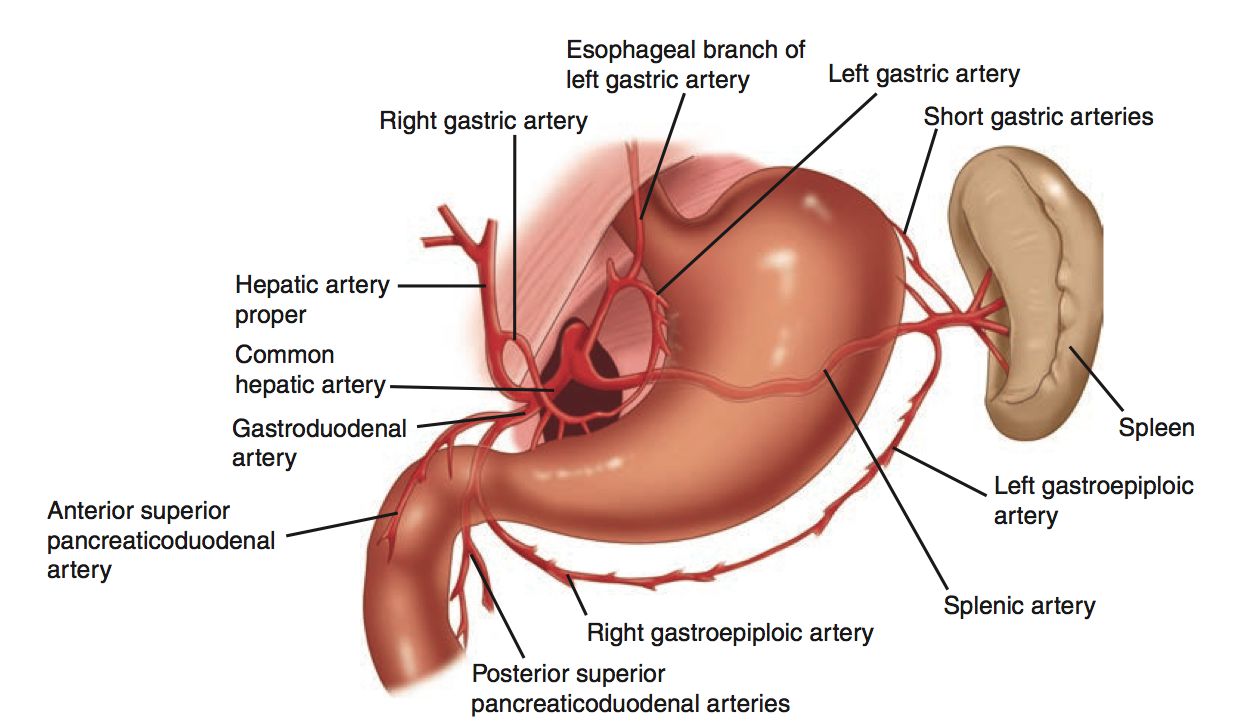 Esophageal branch of
left gastric artery
Left gastric artery
Right gastric artery
Short gastric arteries
Hepatic artery
proper
Common
hepatic artery
Gastroduodenal
artery
Spleen
Anterior superior
pancreaticoduodenal
artery
Left gastroepiploic
artery
Splenic artery
Right gastroepiploic artery
Posterior superior
pancreaticoduodenal arteries